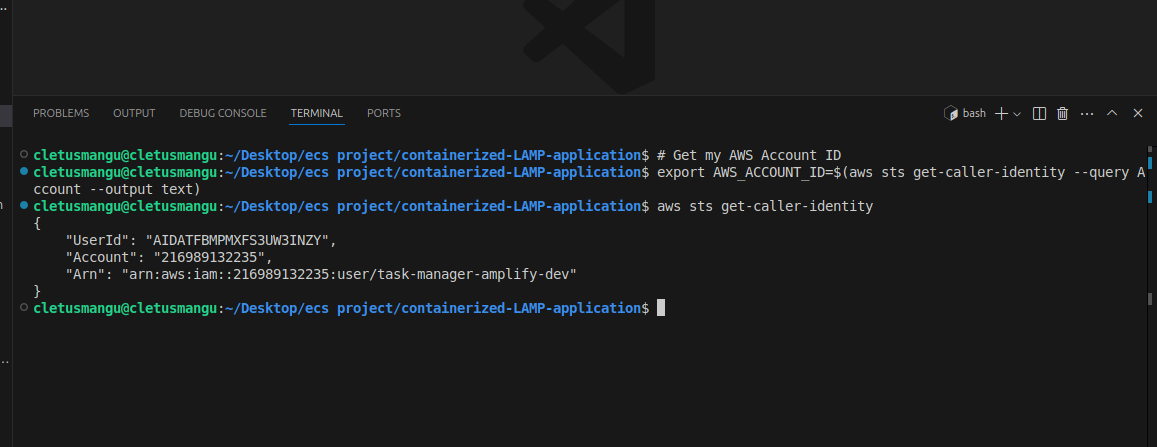 PROBLEMS OUTPUT DEBUG CONSOLE TERMINAL PORTS bash
cletusmangu@cletusmangu:~/Desktop/ecs project/containerized-LAMP-application$ # Get my AWS Account ID
cletusmangu@cletusmangu:~/Desktop/ecs project/containerized-LAMP-application$ export AWS_ACCOUNT_ID=$(aws sts get-caller-identity --query A
ccount --output text)
cletusmangu@cletusmangu:~/Desktop/ecs project/containerized-LAMP-application$ aws sts get-caller-identity
{
    "UserId": "AIDATFBMPMXFS3UW3INZY",
    "Account": "216989132235",
    "Arn": "arn:aws:iam::216989132235:user/task-manager-amplify-dev"
}
cletusmangu@cletusmangu:~/Desktop/ecs project/containerized-LAMP-application$